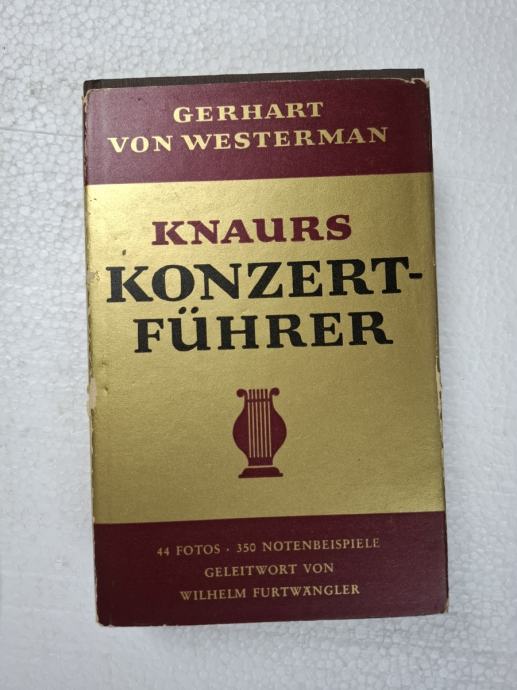 GERHART
VON WESTERMAN
KNAURS
KONZERT-
FÜHRER
44 FOTOS · 350 NOTENBEISPIELE
GELEITWORT VON
WILHELM FURTWÄNGLER